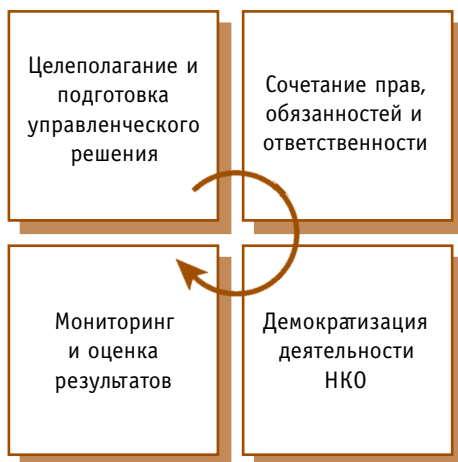 Целеполагание и
подготовка
управленческого
решения
Сочетание прав,
обязанностей и
ответственности
Мониторинг
и оценка
результатов
Демократизация
деятельности
НКО